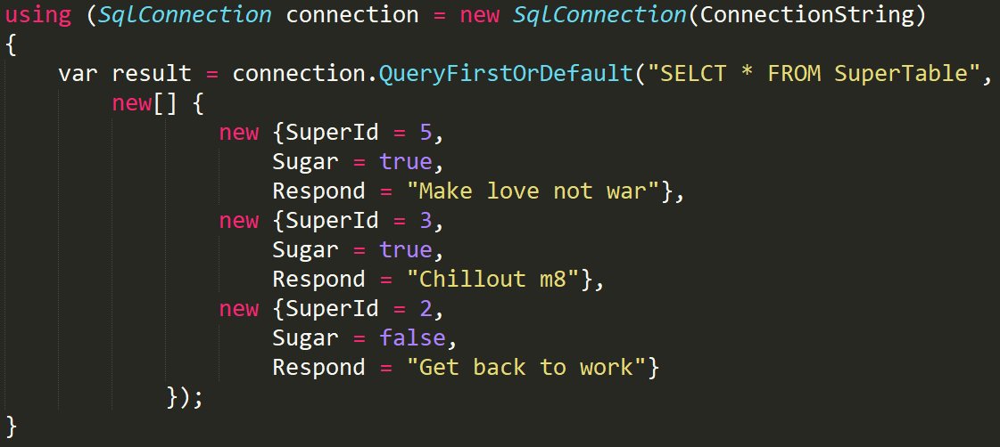 using (SqlConnection connection = new SqlConnection(ConnectionString)
{
    var result = connection.QueryFirstOrDefault("SELCT * FROM SuperTable",
        new[] {
                new {SuperId = 5,
                    Sugar = true,
                    Respond = "Make love not war"},
                new {SuperId = 3,
                    Sugar = true,
                    Respond = "Chillout m8"},
                new {SuperId = 2,
                    Sugar = false,
                    Respond = "Get back to work"}
            });
}